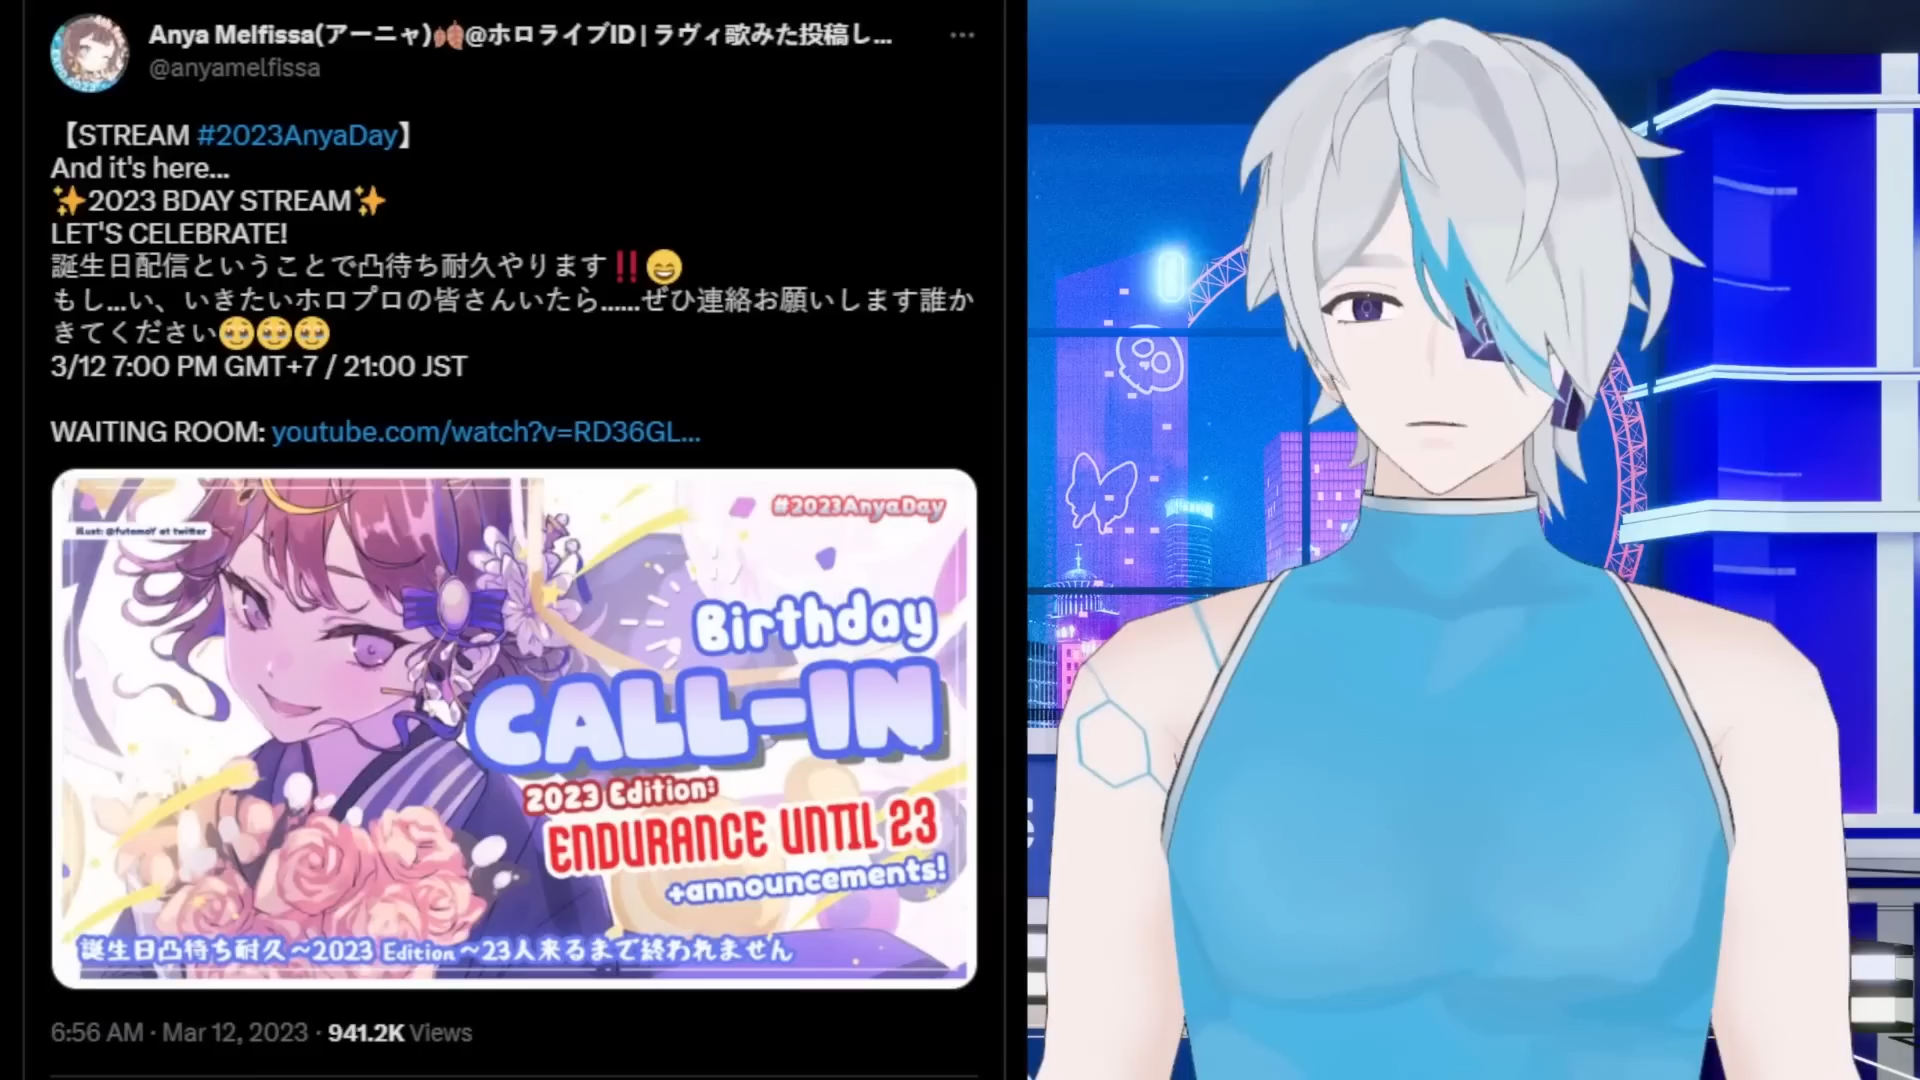 Anya Melfissa(アーニャ)🍂@ホロライブID | ラヴィ歌みた投稿し...
@anyamelfissa
【STREAM #2023AnyaDay】
And it's here...
✨2023 BDAY STREAM✨
LET'S CELEBRATE!
誕生日配信ということで凸待ち耐久やります‼️😁
もし...い、いきたいホロプロの皆さんいたら......ぜひ連絡お願いします誰か
きてください🥹🥹🥹
3/12 7:00 PM GMT+7 / 21:00 JST
WAITING ROOM: youtube.com/watch?v=RD36GL...
#2023AnyaDay
illust: @futomoif at twitter
Birthday
CALL-IN
2023 Edition:
ENDURANCE UNTIL 23
+announcements!
誕生日凸待ち耐久～2023 Edition～23人来るまで終われません
6:56 AM · Mar 12, 2023 · 941.2K Views